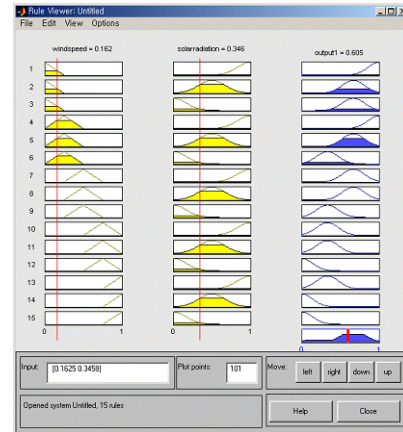 Rule Viewer: Untitled
File Edit View Options
windspeed = 0.162 solarradiation = 0.346 output1 = 0.605
1
2
3
4
5
6
7
8
9
10
11
12
13
14
15
0 1 0 1
0 1
Input: [0.1625 0.3458] Plot points: 101 Move: left right down up
Opened system Untitled, 15 rules Help Close